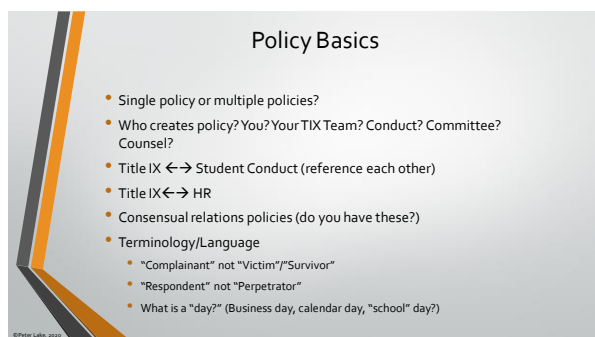 Policy Basics
Single policy or multiple policies?
Who creates policy? You? Your TIX Team? Conduct? Committee?
Counsel?
Title IX ←→ Student Conduct (reference each other)
Title IX←→ HR
Consensual relations policies (do you have these?)
Terminology/Language
“Complainant” not “Victim”/“Survivor”
“Respondent” not “Perpetrator”
What is a “day?” (Business day, calendar day, “school” day?)
©Peter Lake, 2020